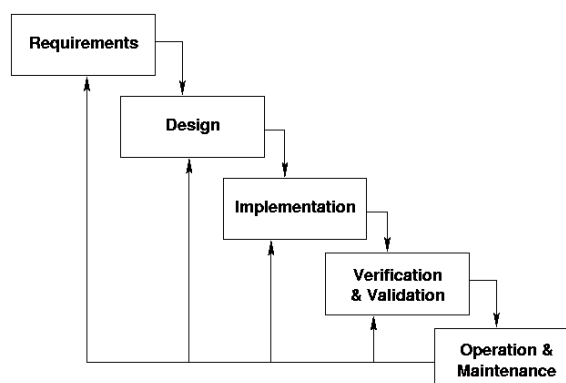 Requirements
Design
Implementation
Verification
& Validation
Operation &
Maintenance